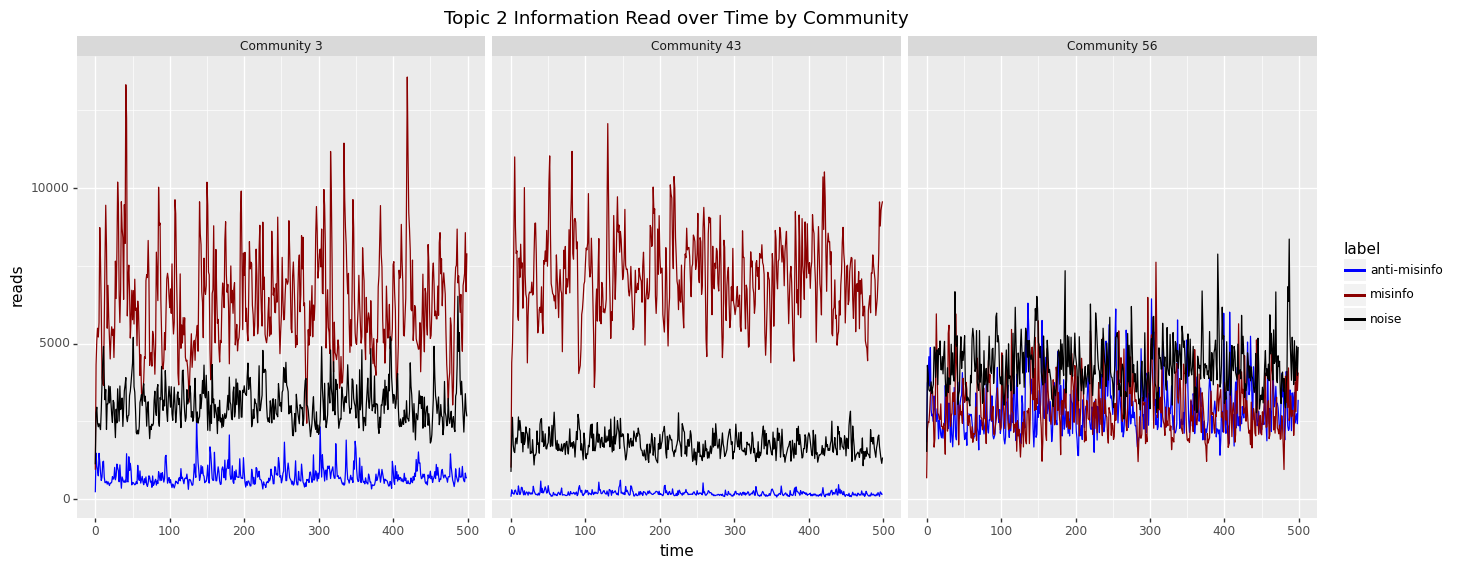 Topic 2 Information Read over Time by Community
Community 3
Community 43
Community 56
reads
10000
5000
0
0 100 200 300 400 500
0 100 200 300 400 500
0 100 200 300 400 500
time
label
anti-misinfo
misinfo
noise